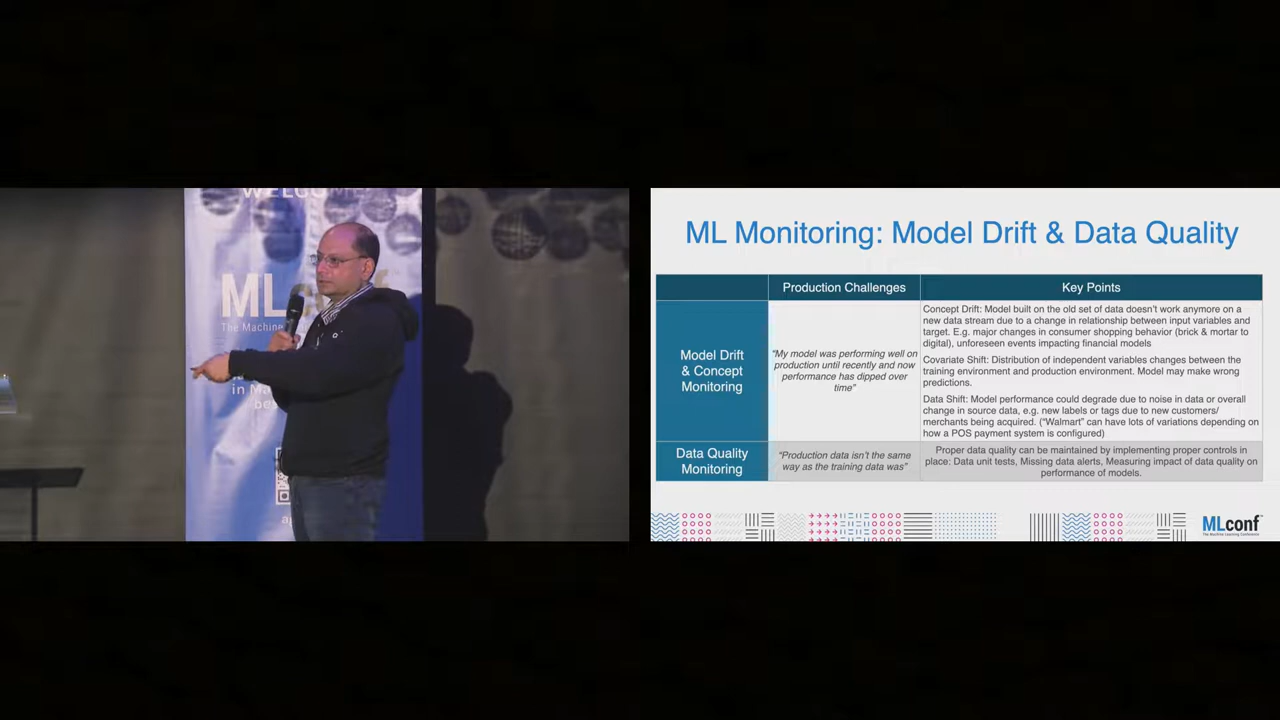 WELCOME
ML
The Machine
in Ma
be
ML Monitoring: Model Drift & Data Quality
Production Challenges
Key Points
Model Drift
& Concept
Monitoring
"My model was performing well on
production until recently and now
performance has dipped over
time"
Concept Drift: Model built on the old set of data doesn't work anymore on a
new data stream due to a change in relationship between input variables and
target. E.g. major changes in consumer shopping behavior (brick & mortar to
digital), unforeseen events impacting financial models
Covariate Shift: Distribution of independent variables changes between the
training environment and production environment. Model may make wrong
predictions.
Data Shift: Model performance could degrade due to noise in data or overall
change in source data, e.g. new labels or tags due to new customers/
merchants being acquired. ("Walmart" can have lots of variations depending on
how a POS payment system is configured)
Data Quality
Monitoring
"Production data isn't the same
way as the training data was"
Proper data quality can be maintained by implementing proper controls in
place: Data unit tests, Missing data alerts, Measuring impact of data quality on
performance of models.
MLconf
The Machine Learning Conference